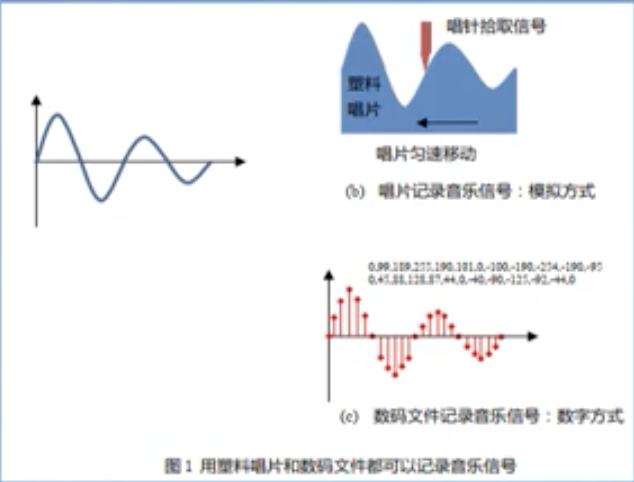 唱针拾取信号
塑料
唱片
唱片匀速移动
(b) 唱片记录音乐信号：模拟方式
0,99,189,255,190,101,0,-100,-190,-254,-190,-95
0,45,88,128,87,44,0,-40,-90,-125,-92,-44,0
(c) 数码文件记录音乐信号：数字方式
图1 用塑料唱片和数码文件都可以记录音乐信号